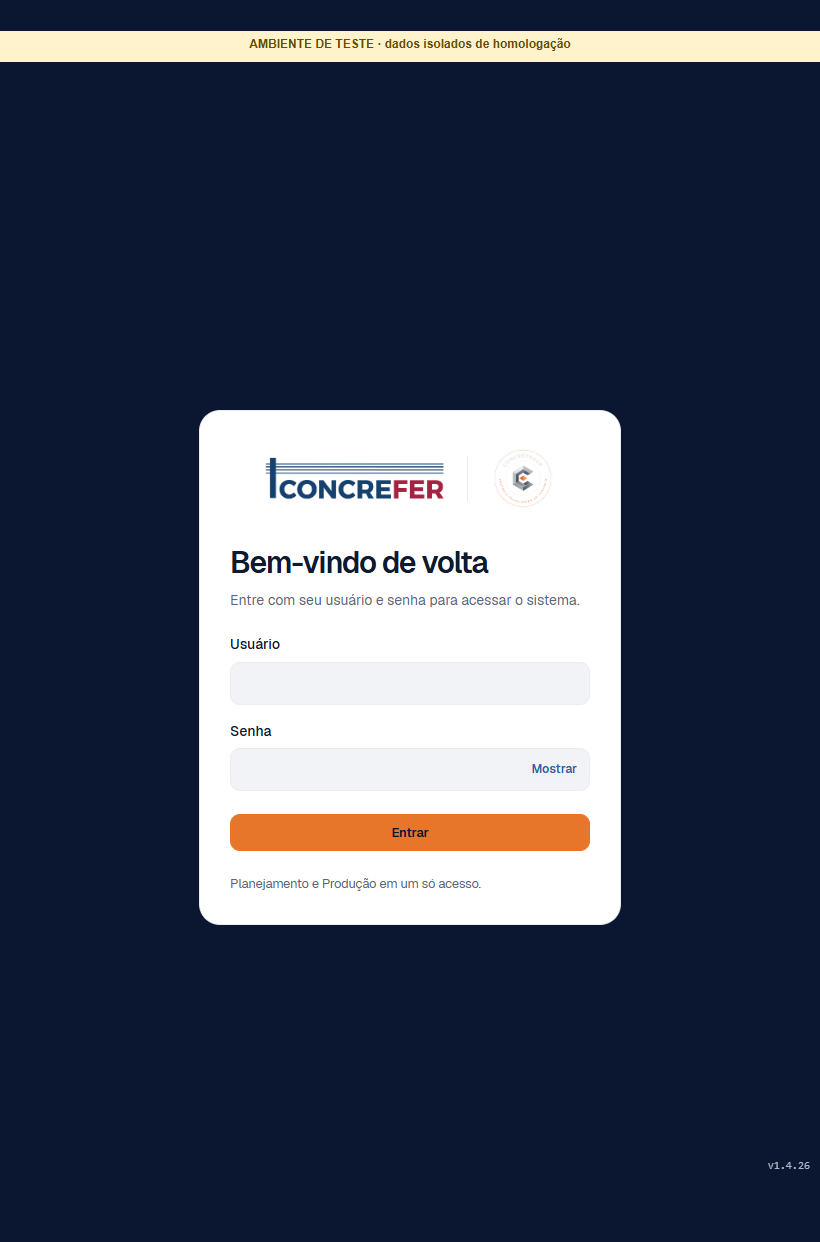 AMBIENTE DE TESTE · dados isolados de homologação
CONCREFER
Bem-vindo de volta
Entre com seu usuário e senha para acessar o sistema.
Usuário
Senha
Mostrar
Entrar
Planejamento e Produção em um só acesso.
v1.4.26